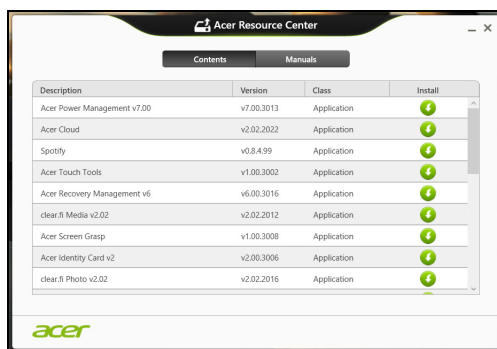 Acer Resource Center
Contents Manuals
Description Version Class Install
Acer Power Management v7.00 v7.00.3013 Application
Acer Cloud v2.02.2022 Application
Spotify v0.8.4.99 Application
Acer Touch Tools v1.00.3002 Application
Acer Recovery Management v6 v6.00.3016 Application
clear.fi Media v2.02 v2.02.2012 Application
Acer Screen Grasp v1.00.3008 Application
Acer Identity Card v2 v2.00.3006 Application
clear.fi Photo v2.02 v2.02.2016 Application
acer